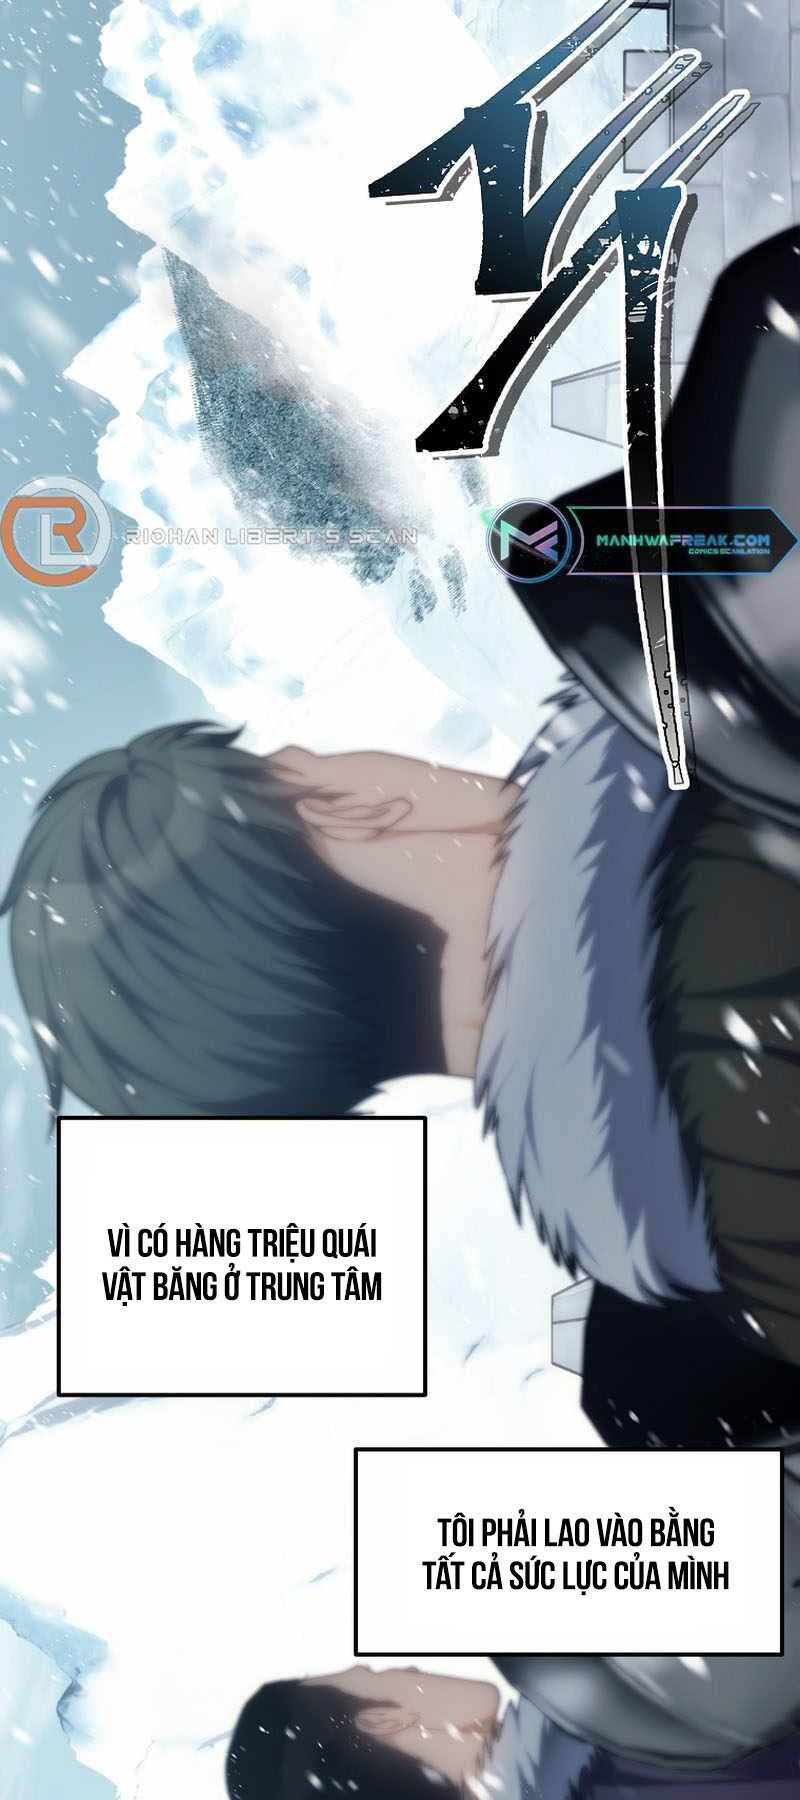 RIOHAN LIBERT'S SCAN
MANHWAFREAK.COM
COMICS SCANLATION
VÌ CÓ HÀNG TRIỆU QUÁI
VẬT BĂNG Ở TRUNG TÂM
TÔI PHẢI LAO VÀO BẰNG
TẤT CẢ SỨC LỰC CỦA MÌNH